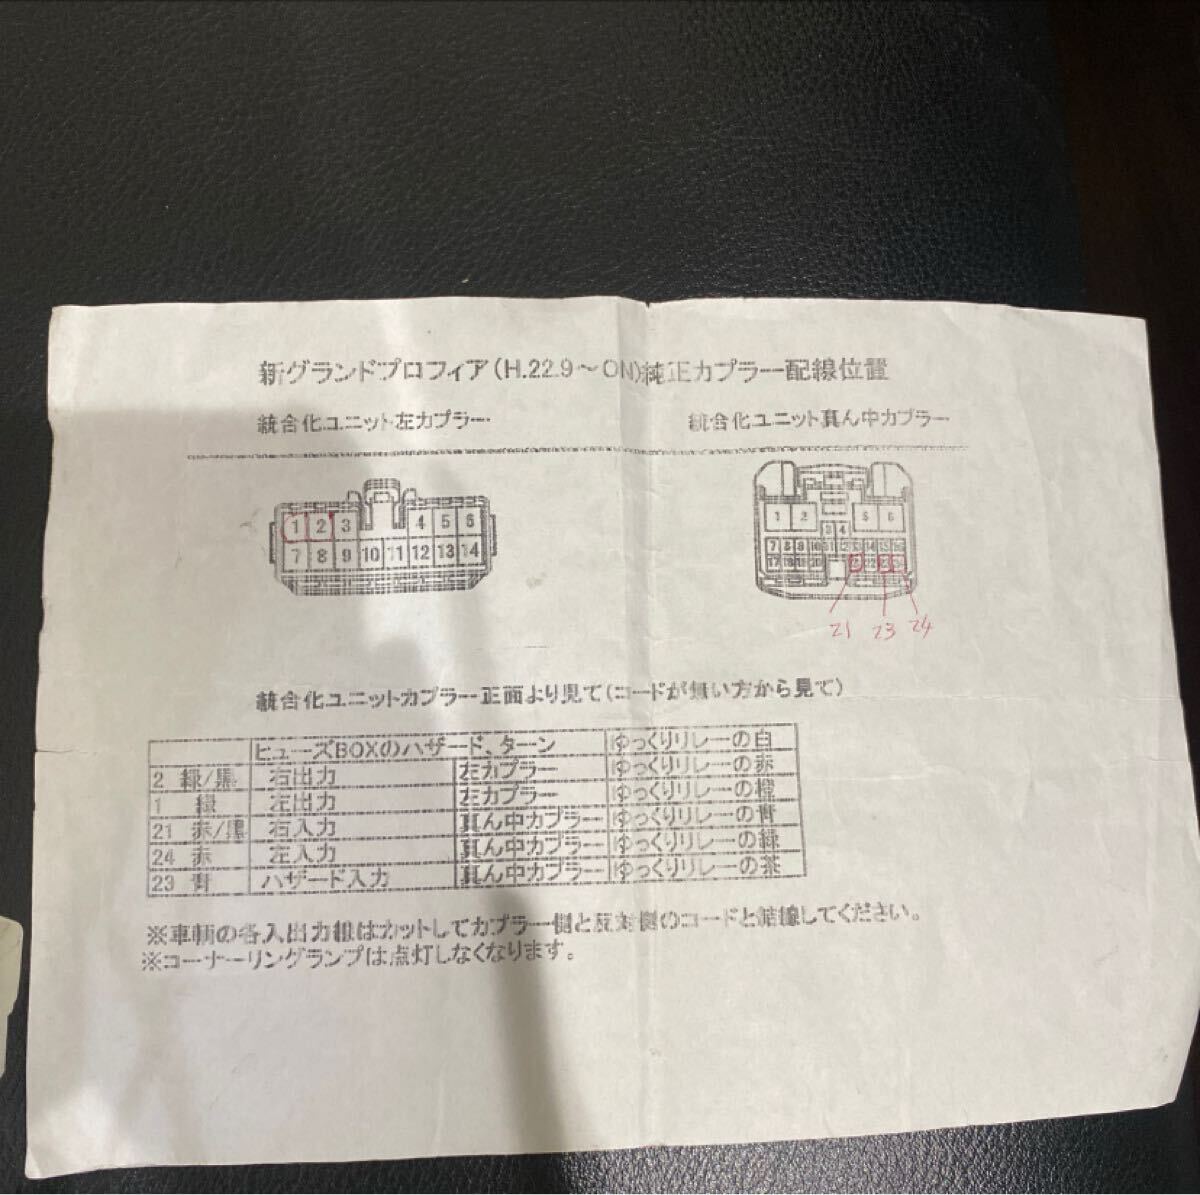 新グランドプロフィア(H.22.9～ON)純正カプラー配線位置
統合化ユニット左カプラー
統合化ユニット真ん中カプラー
1 2 3 4 5 6
7 8 9 10 11 12 13 14
1 2 5 6
3 4
7 8 9 10 11 12 13 14 15 16
17 18 19 20 22
21 23 24
統合化ユニットカプラー正面より見て(コードが無い方から見て)
ヒューズBOXのハザード、ターン ゆっくりリレーの白
2 緑/黒 右出力 左カプラー ゆっくりリレーの赤
1 緑 左出力 左カプラー ゆっくりリレーの橙
21 赤/黒 右入力 真ん中カプラー ゆっくりリレーの青
24 赤 左入力 真ん中カプラー ゆっくりリレーの緑
23 青 ハザード入力 真ん中カプラー ゆっくりリレーの茶
※車輌の各入出力線はカットしてカプラー側と反対側のコードと結線してください。
※コーナーリングランプは点灯しなくなります。